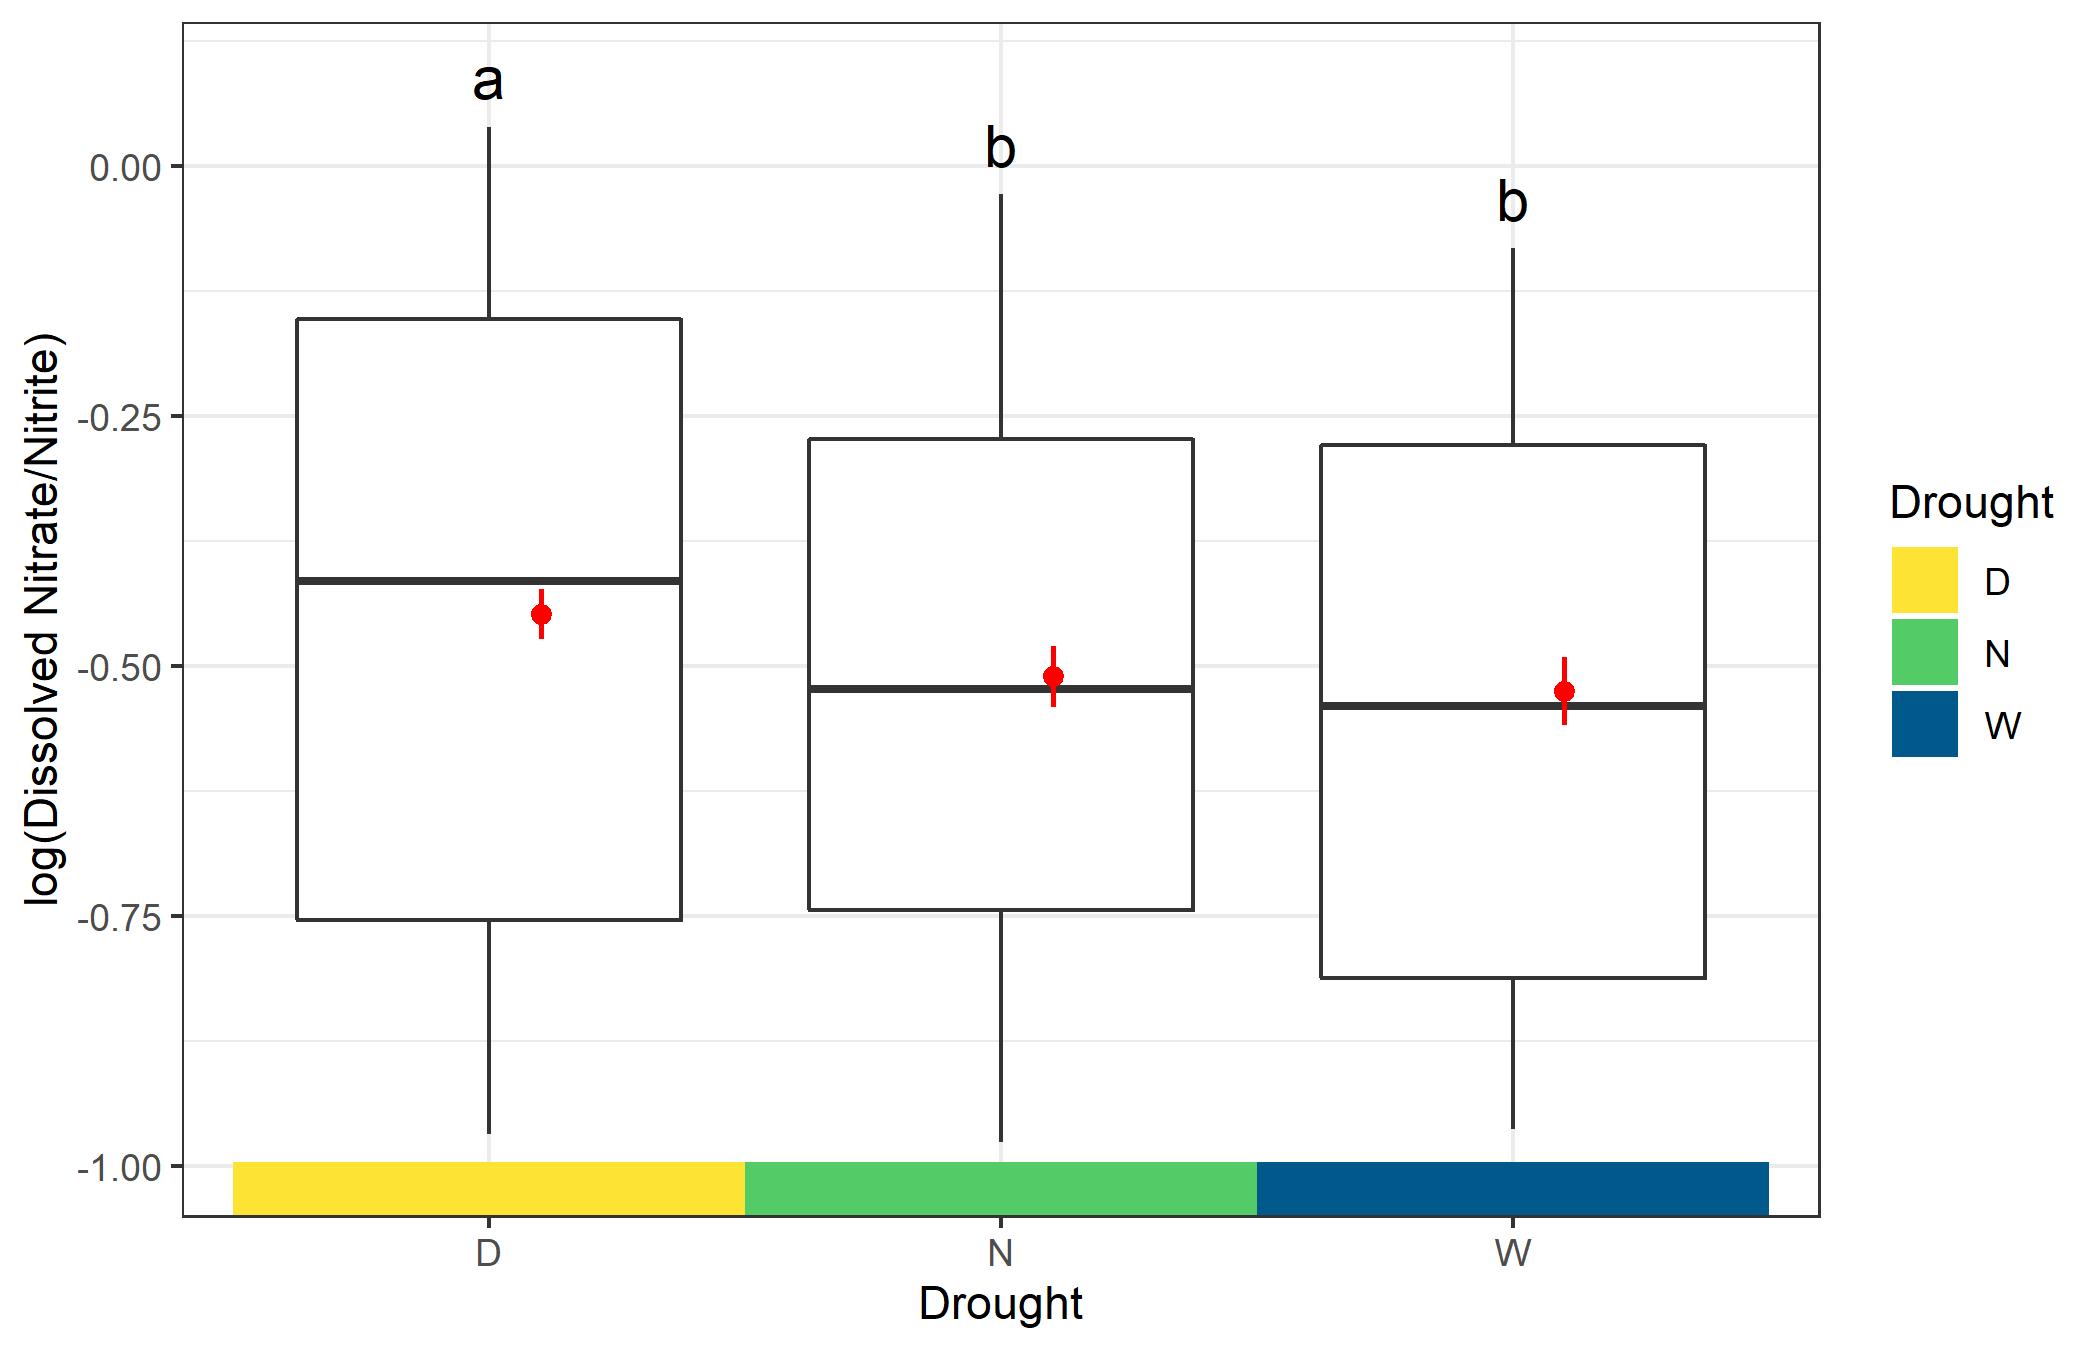 a
b
b
0.00
-0.25
-0.50
-0.75
-1.00
log(Dissolved Nitrate/Nitrite)
D
N
W
Drought
Drought
D
N
W